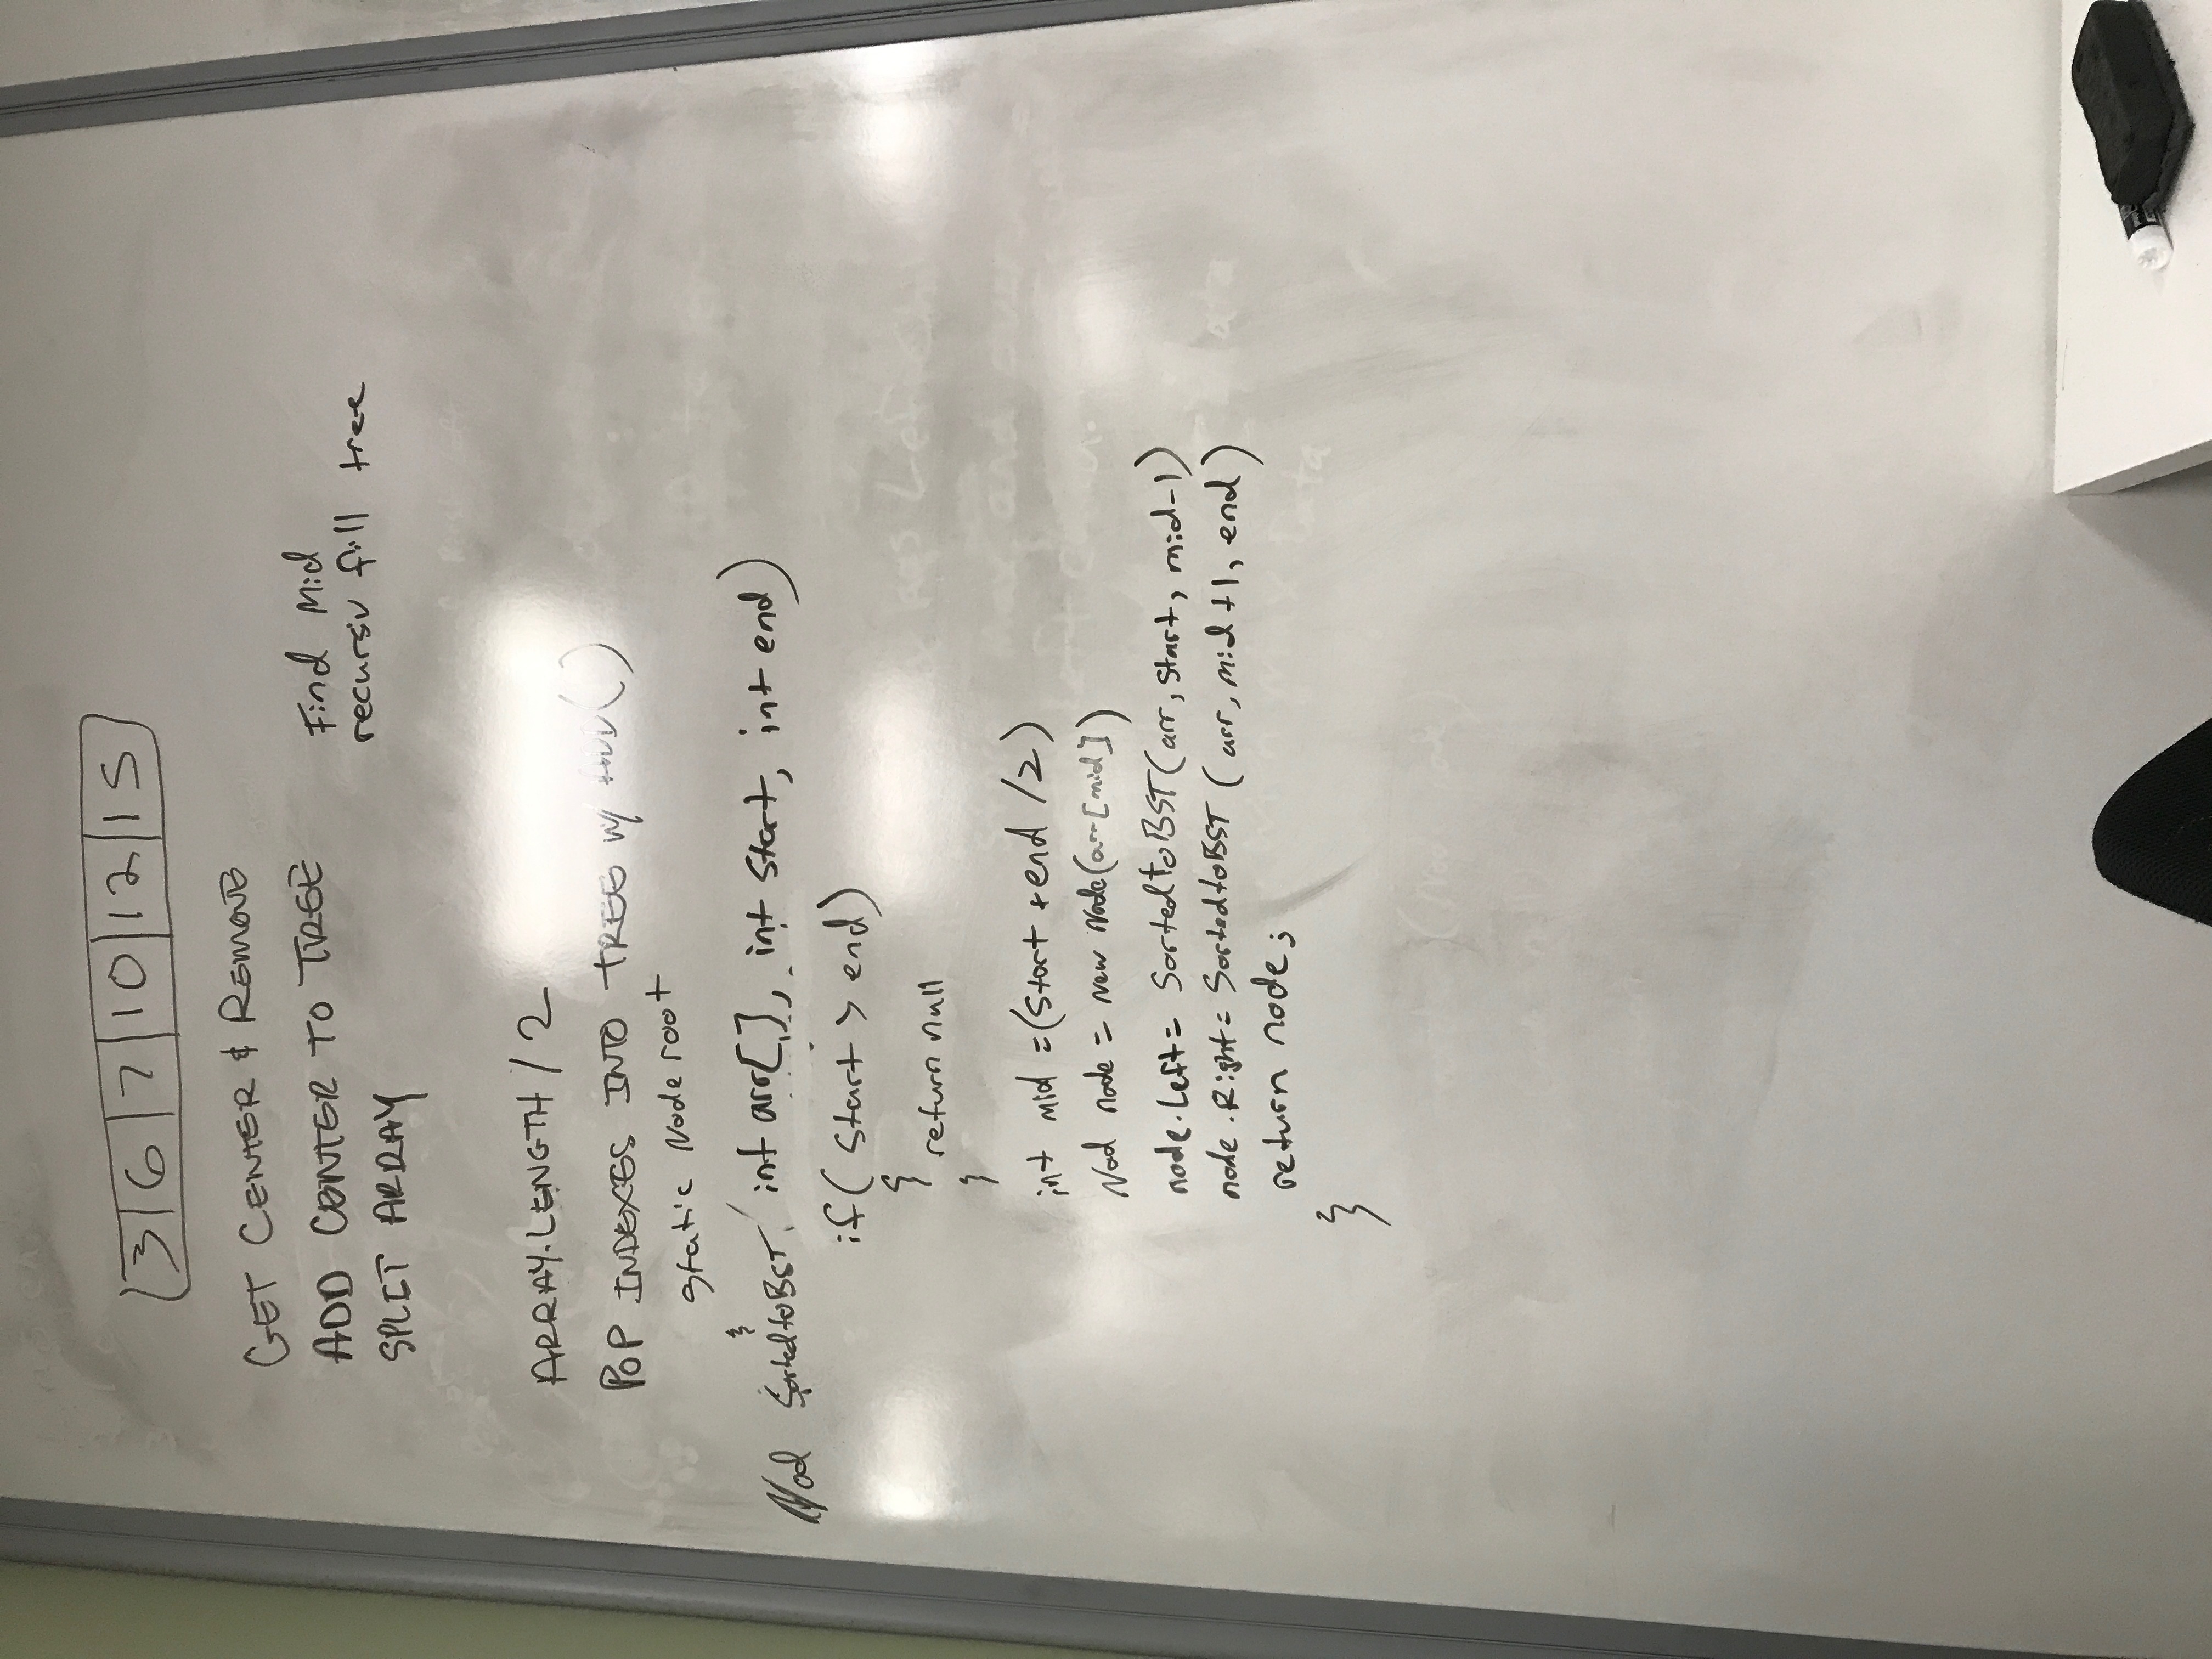 3 6 7 10 12 15
GET CENTER & REMOVE
ADD CENTER TO TREE
SPLIT ARRAY
Find Mid
recursiv fill tree
ARRAY.LENGTH / 2
POP INDEXES INTO TREE W/ ADD()
static Node root
}
Nod SortedtoBST( int arr[], int start, int end)
if( start > end)
{
return null
}
int mid =(start + end /2)
Nod node = new Node(arr[mid])
node.Left= SortedtoBST(arr, start, mid-1)
node.Right= SortedtoBST (arr, mid+1, end)
return node;
}